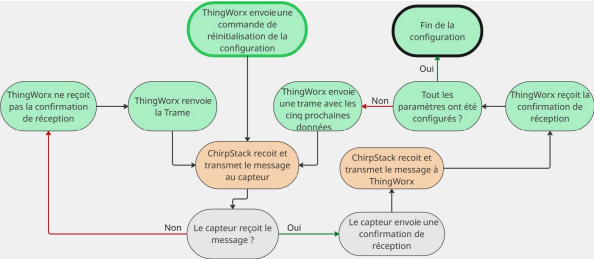 ThingWorx envoie une
commande de
réinitialisation de la
configuration
Fin de la
configuration
Oui
ThingWorx ne reçoit
pas la confirmation
de réception
ThingWorx renvoie
la Trame
ThingWorx envoie
une trame avec les
cinq prochaines
données
Non
Tout les
paramètres ont été
configurés ?
ThingWorx reçoit la
confirmation de
réception
ChirpStack recoit et
transmet le message
au capteur
ChirpStack recoit et
transmet le message à
ThingWorx
Non
Le capteur reçoit le
message ?
Oui
Le capteur envoie une
confirmation de
réception